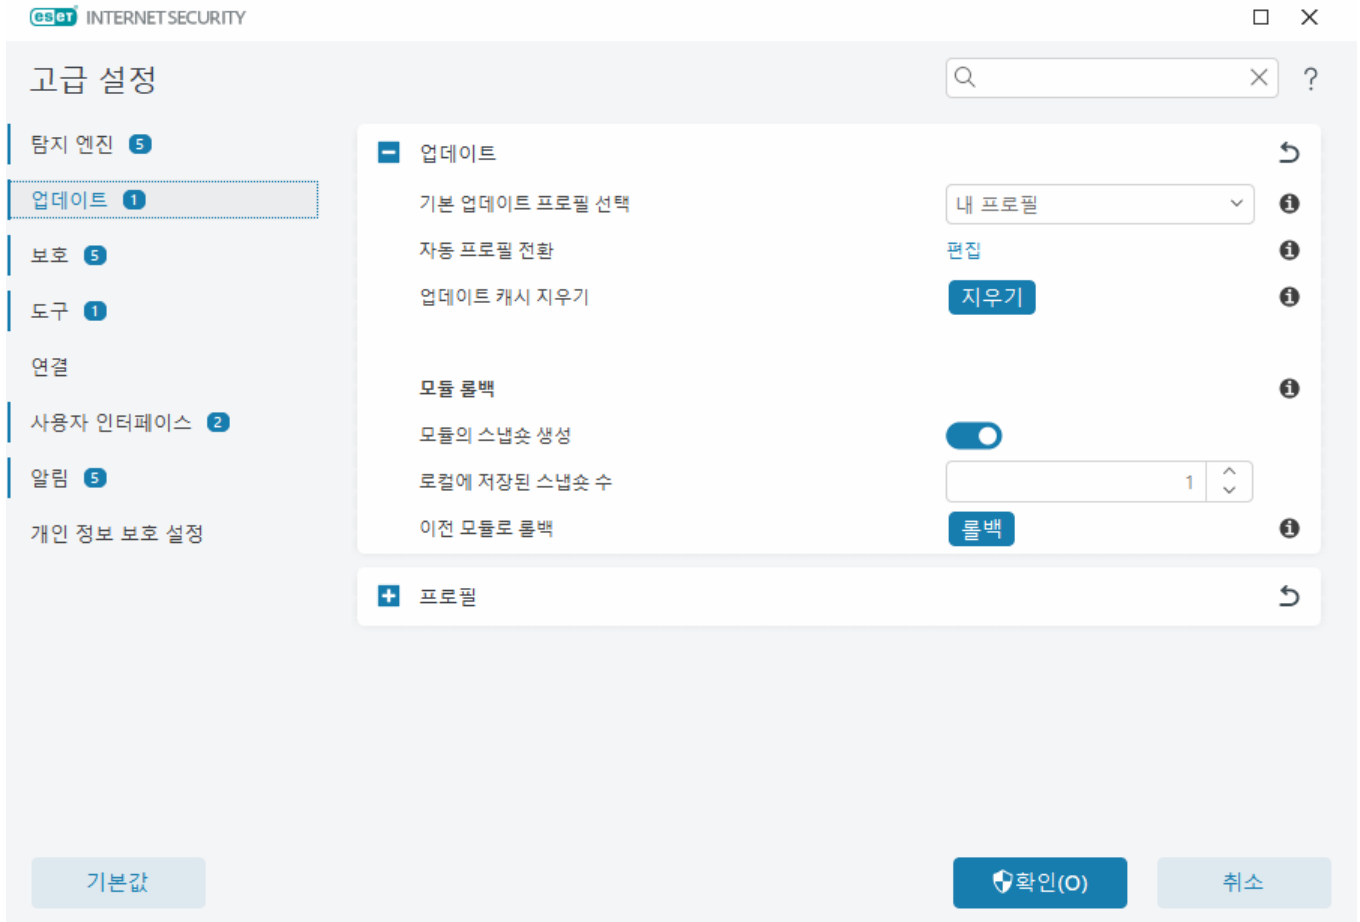 eset INTERNET SECURITY
고급 설정
?
탐지 엔진 5
업데이트 1
보호 5
도구 1
연결
사용자 인터페이스 2
알림 5
개인 정보 보호 설정
업데이트
기본 업데이트 프로필 선택 내 프로필
자동 프로필 전환 편집
업데이트 캐시 지우기 지우기
모듈 롤백
모듈의 스냅숏 생성
로컬에 저장된 스냅숏 수 1
이전 모듈로 롤백 롤백
프로필
기본값 확인(O) 취소